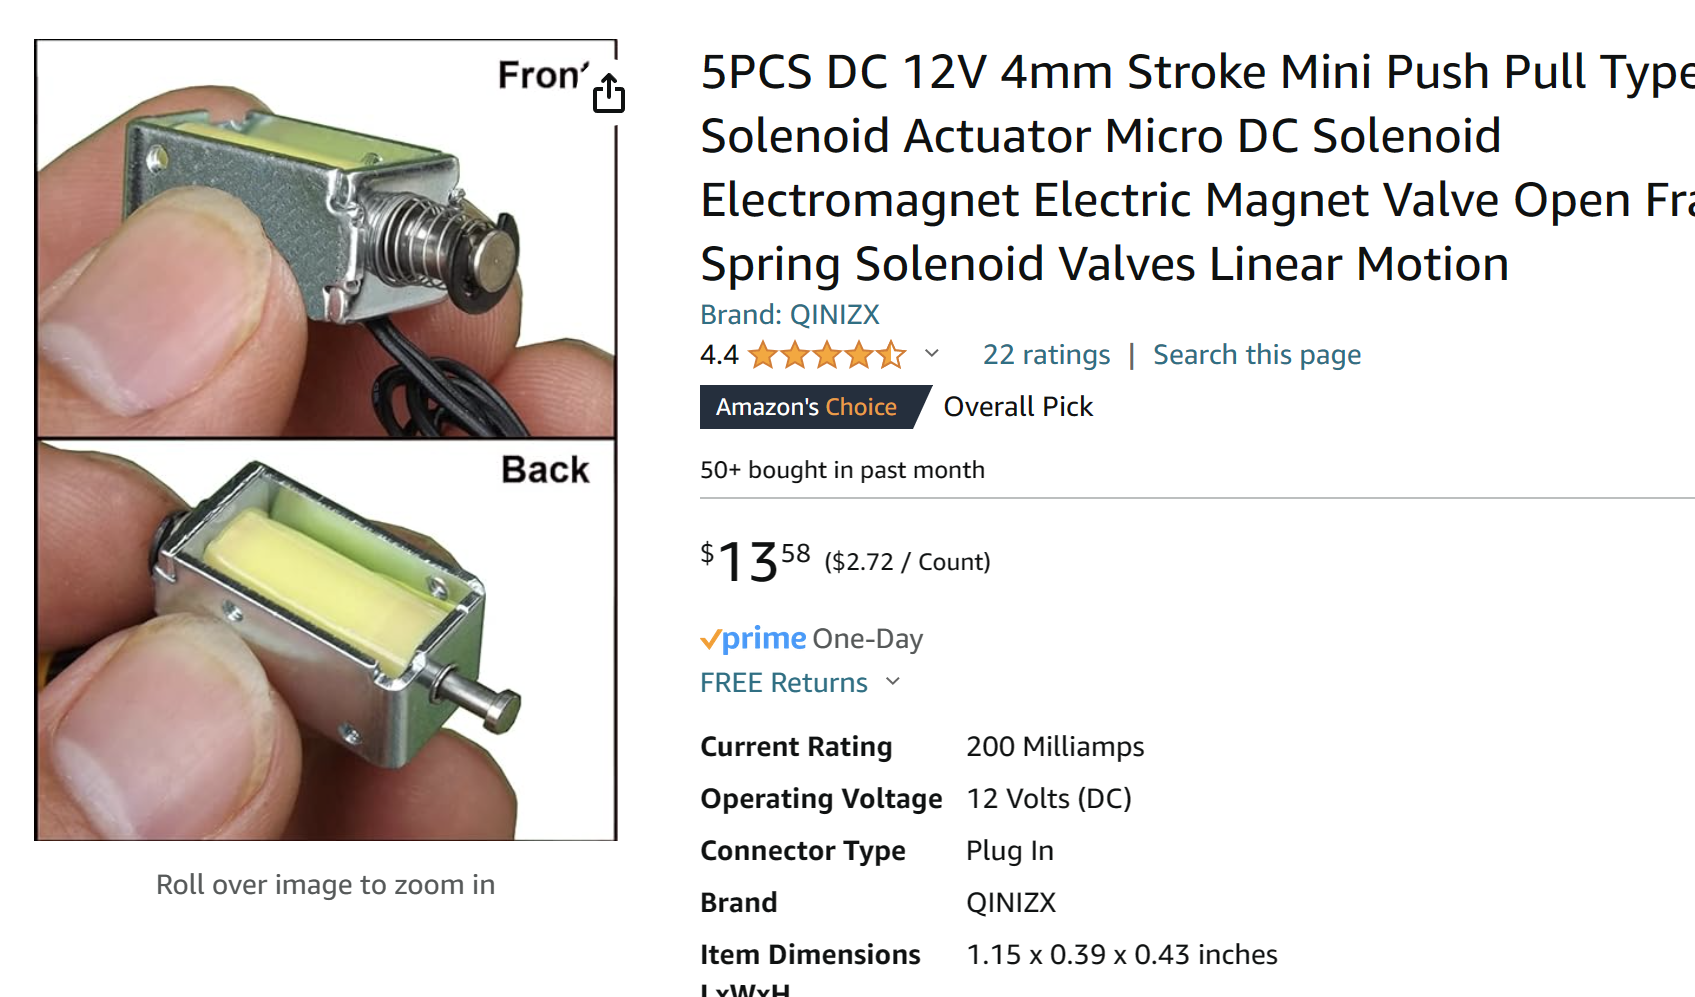 Fron
5PCS DC 12V 4mm Stroke Mini Push Pull Type
Solenoid Actuator Micro DC Solenoid
Electromagnet Electric Magnet Valve Open
Spring Solenoid Valves Linear Motion
Brand: QINIZX
4.4
22 ratings | Search this page
Amazon's Choice Overall Pick
50+ bought in past month
Back
$13 58 ($2.72 / Count)
prime One-Day
FREE Returns
Current Rating 200 Milliamps
Operating Voltage 12 Volts (DC)
Connector Type Plug In
Brand QINIZX
Item Dimensions 1.15 x 0.39 x 0.43 inches
LxWxH
Roll over image to zoom in